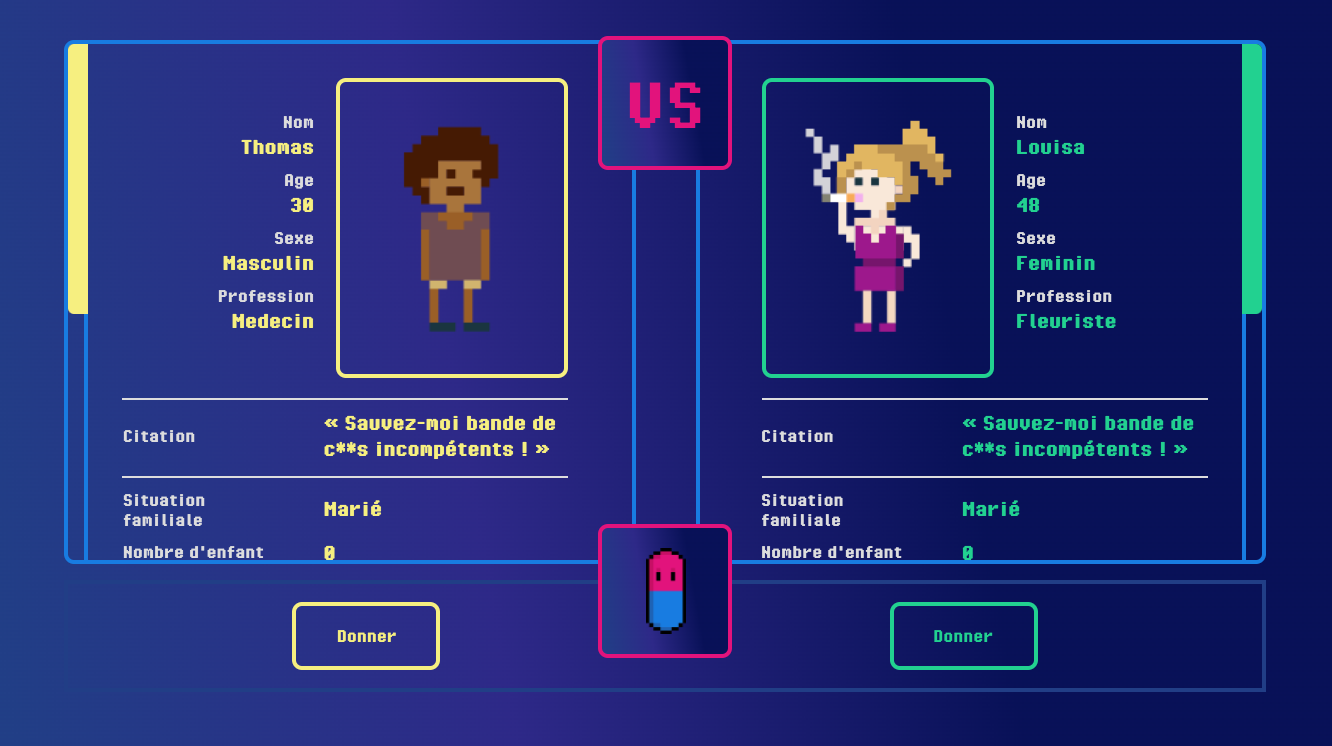 VS
Nom
Thomas
Age
30
Sexe
Masculin
Profession
Medecin
Citation
« Sauvez-moi bande de
c**s incompétents ! »
Situation
familiale
Marié
Nombre d'enfant
0
Donner
Nom
Louisa
Age
48
Sexe
Feminin
Profession
Fleuriste
Citation
« Sauvez-moi bande de
c**s incompétents ! »
Situation
familiale
Marié
Nombre d'enfant
0
Donner